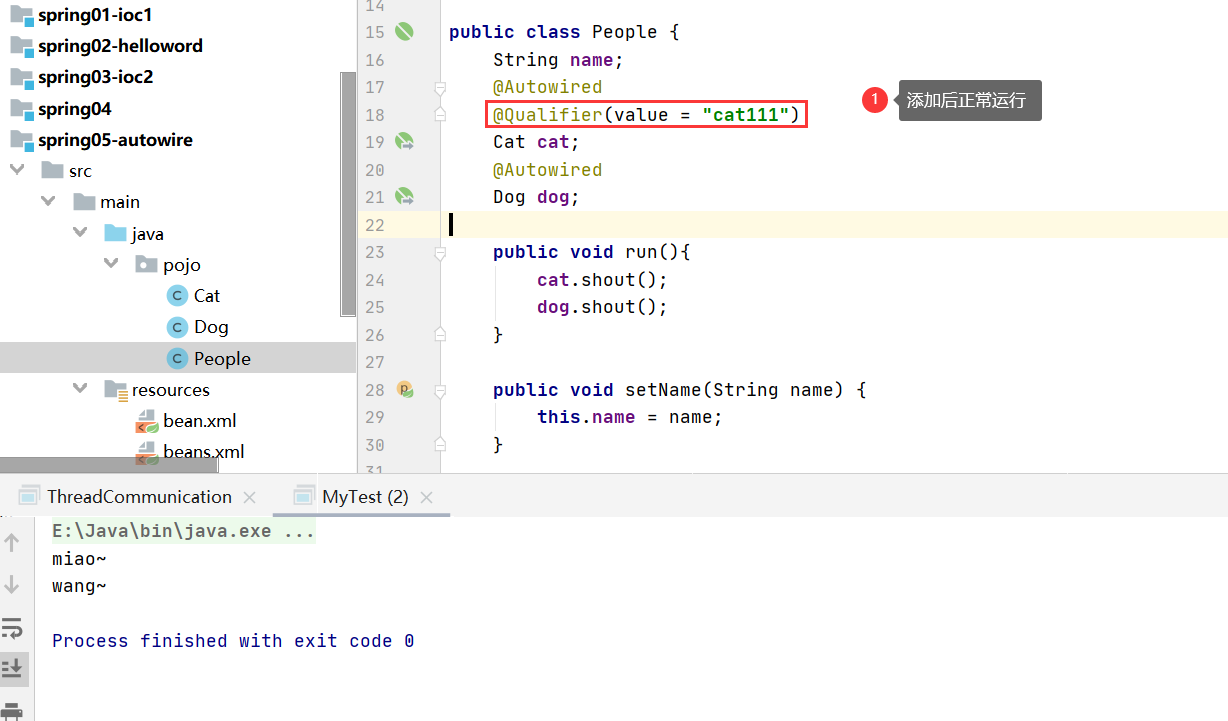 spring01-ioc1
spring02-helloword
spring03-ioc2
spring04
spring05-autowire
src
main
java
pojo
Cat
Dog
People
resources
bean.xml
beans.xml
14
15 public class People {
16 String name;
17 @Autowired
18 @Qualifier(value = "cat111")
19 Cat cat;
20 @Autowired
21 Dog dog;
22
23 public void run(){
24 cat.shout();
25 dog.shout();
26 }
27
28 public void setName(String name) {
29 this.name = name;
30 }
31
1 添加后正常运行
ThreadCommunication MyTest (2)
E:\Java\bin\java.exe ...
miao~
wang~
Process finished with exit code 0